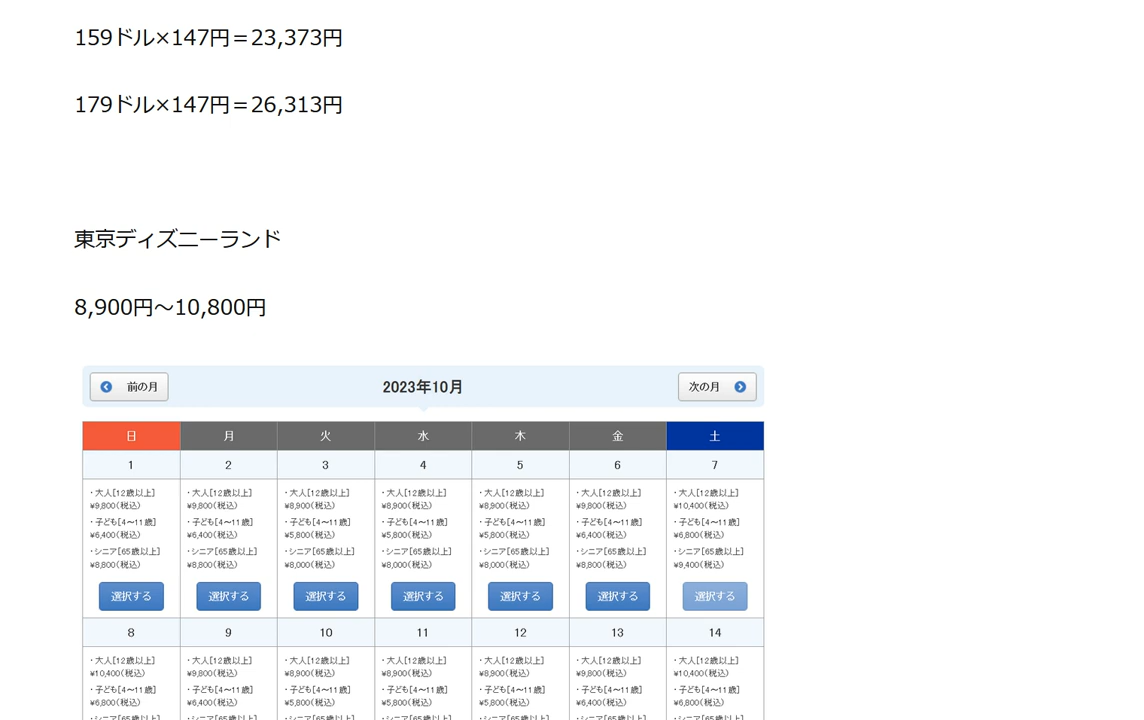 159ドル×147円＝23,373円
179ドル×147円＝26,313円
東京ディズニーランド
8,900円～10,800円
前の月 2023年10月 次の月
日 月 火 水 木 金 土
1 2 3 4 5 6 7
・大人[12歳以上] ・大人[12歳以上] ・大人[12歳以上] ・大人[12歳以上] ・大人[12歳以上] ・大人[12歳以上] ・大人[12歳以上]
¥9,800(税込) ¥9,800(税込) ¥8,900(税込) ¥8,900(税込) ¥8,900(税込) ¥9,800(税込) ¥10,400(税込)
・子ども[4～11歳] ・子ども[4～11歳] ・子ども[4～11歳] ・子ども[4～11歳] ・子ども[4～11歳] ・子ども[4～11歳] ・子ども[4～11歳]
¥6,400(税込) ¥6,400(税込) ¥5,800(税込) ¥5,800(税込) ¥5,800(税込) ¥6,400(税込) ¥6,800(税込)
・シニア[65歳以上] ・シニア[65歳以上] ・シニア[65歳以上] ・シニア[65歳以上] ・シニア[65歳以上] ・シニア[65歳以上] ・シニア[65歳以上]
¥8,800(税込) ¥8,800(税込) ¥8,000(税込) ¥8,000(税込) ¥8,000(税込) ¥8,800(税込) ¥9,400(税込)
選択する 選択する 選択する 選択する 選択する 選択する 選択する
8 9 10 11 12 13 14
・大人[12歳以上] ・大人[12歳以上] ・大人[12歳以上] ・大人[12歳以上] ・大人[12歳以上] ・大人[12歳以上] ・大人[12歳以上]
¥10,400(税込) ¥9,800(税込) ¥8,900(税込) ¥8,900(税込) ¥8,900(税込) ¥9,800(税込) ¥10,400(税込)
・子ども[4～11歳] ・子ども[4～11歳] ・子ども[4～11歳] ・子ども[4～11歳] ・子ども[4～11歳] ・子ども[4～11歳] ・子ども[4～11歳]
¥6,800(税込) ¥6,400(税込) ¥5,800(税込) ¥5,800(税込) ¥5,800(税込) ¥6,400(税込) ¥6,800(税込)